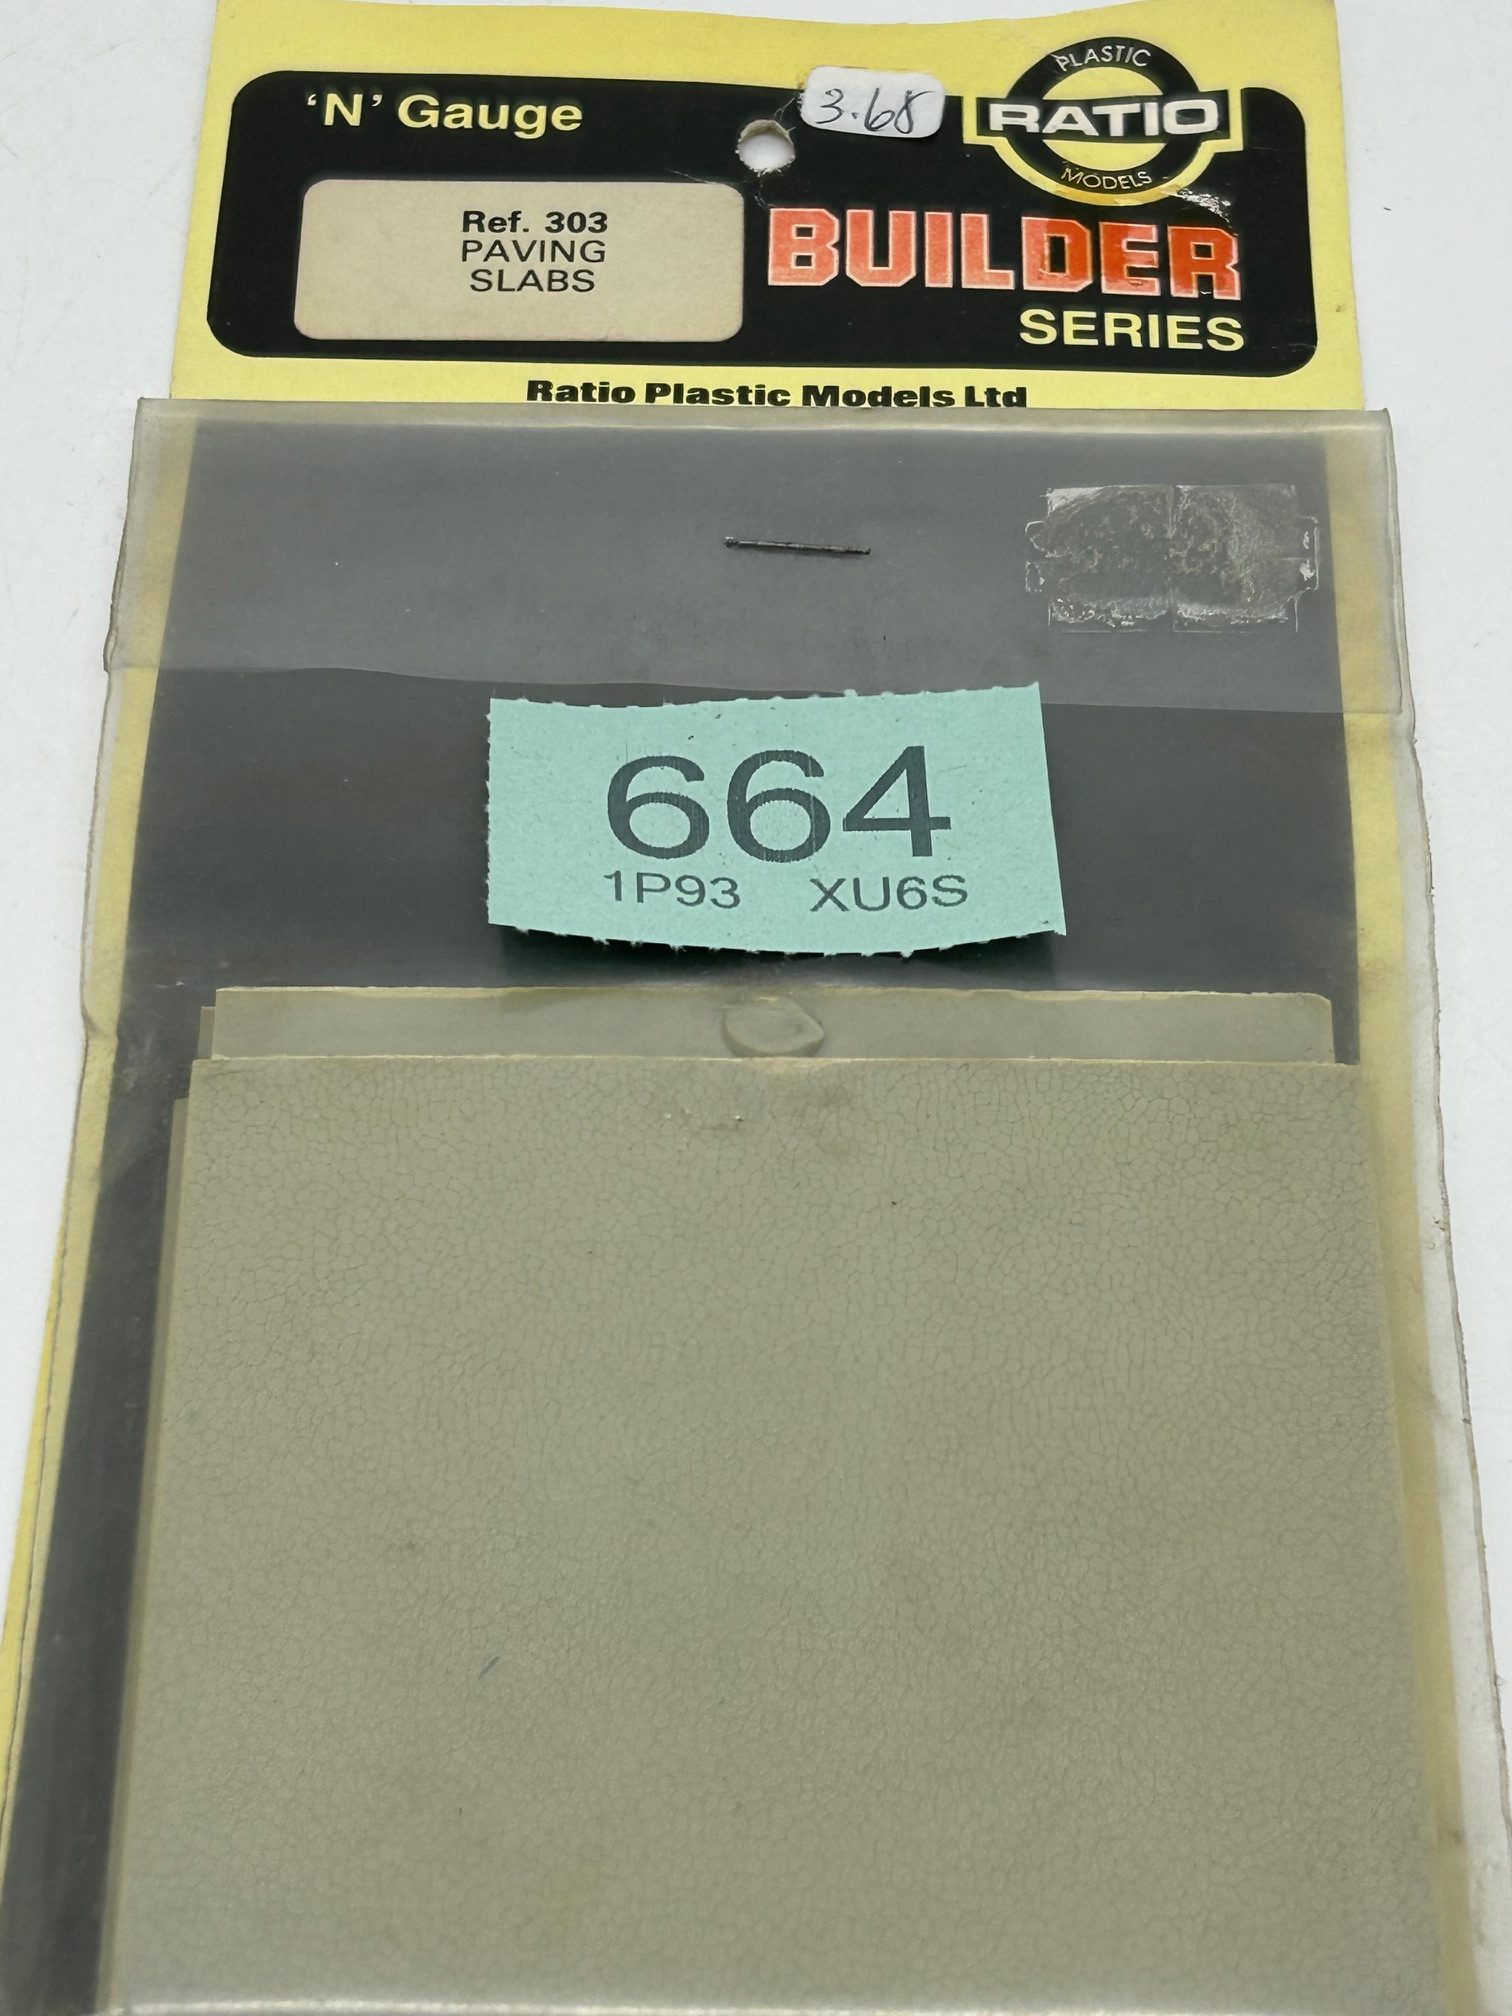 'N' Gauge
3.68
PLASTIC
RATIO
MODELS
Ref. 303
PAVING
SLABS
BUILDER
SERIES
Ratio Plastic Models Ltd
664
1P93 XU6S